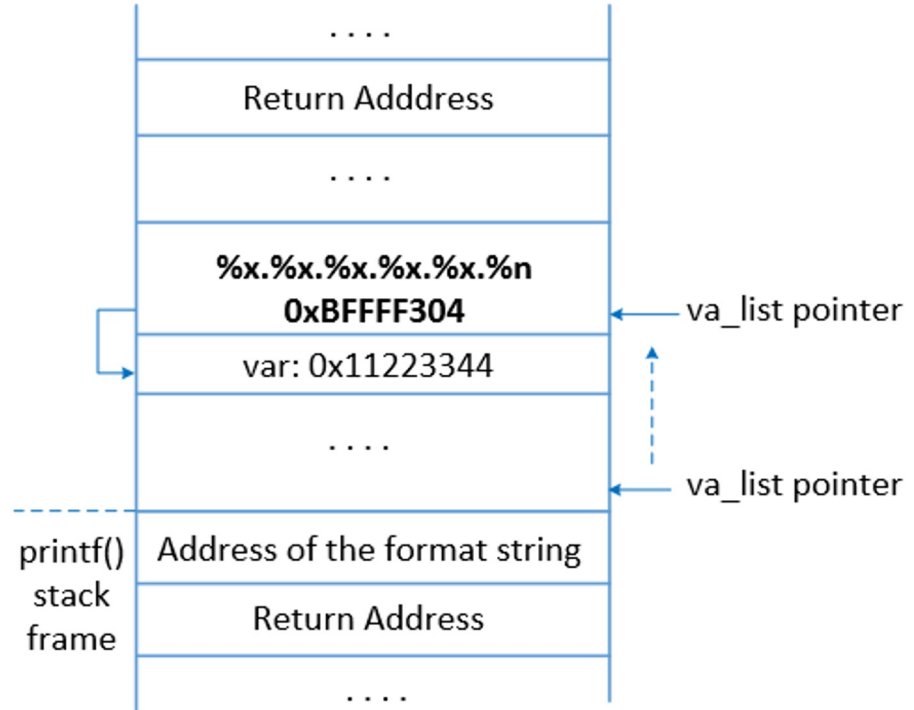 . . . .
Return Adddress
. . . .
%x.%x.%x.%x.%x.%n
0xBFFFF304
va_list pointer
var: 0x11223344
. . . .
va_list pointer
printf()
stack
frame
Address of the format string
Return Address
. . . .